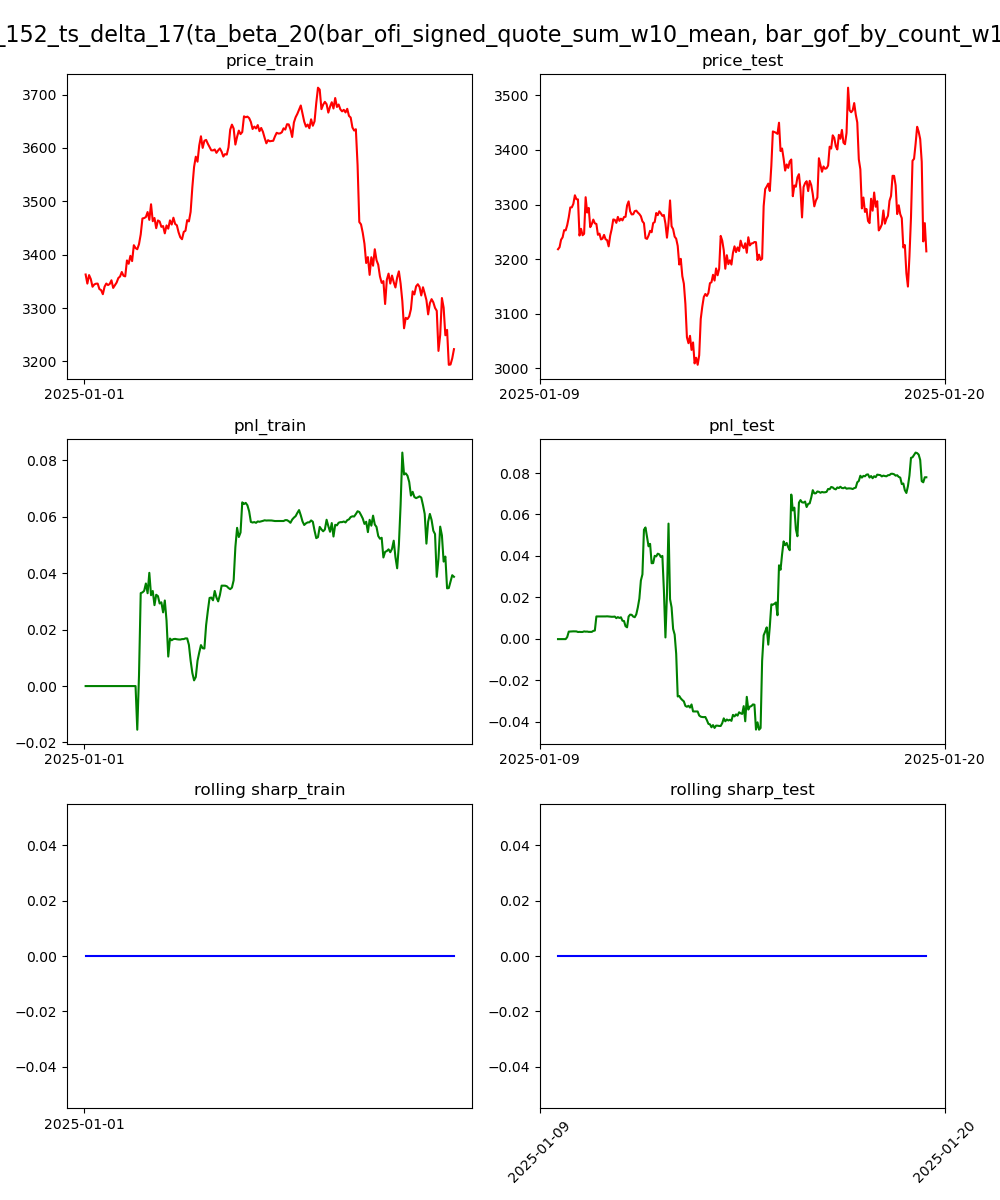 _152_ts_delta_17(ta_beta_20(bar_ofi_signed_quote_sum_w10_mean, bar_gof_by_count_w1
price_train price_test
3700 3500
3600 3400
3500 3300
3400 3200
3300 3100
3200 3000
2025-01-01 2025-01-09 2025-01-20
pnl_train pnl_test
0.08 0.08
0.06 0.06
0.04 0.04
0.02 0.02
0.00 0.00
−0.02 −0.02
−0.04
2025-01-01 2025-01-09 2025-01-20
rolling sharp_train rolling sharp_test
0.04 0.04
0.02 0.02
0.00 0.00
−0.02 −0.02
−0.04 −0.04
2025-01-01 2025-01-09 2025-01-20